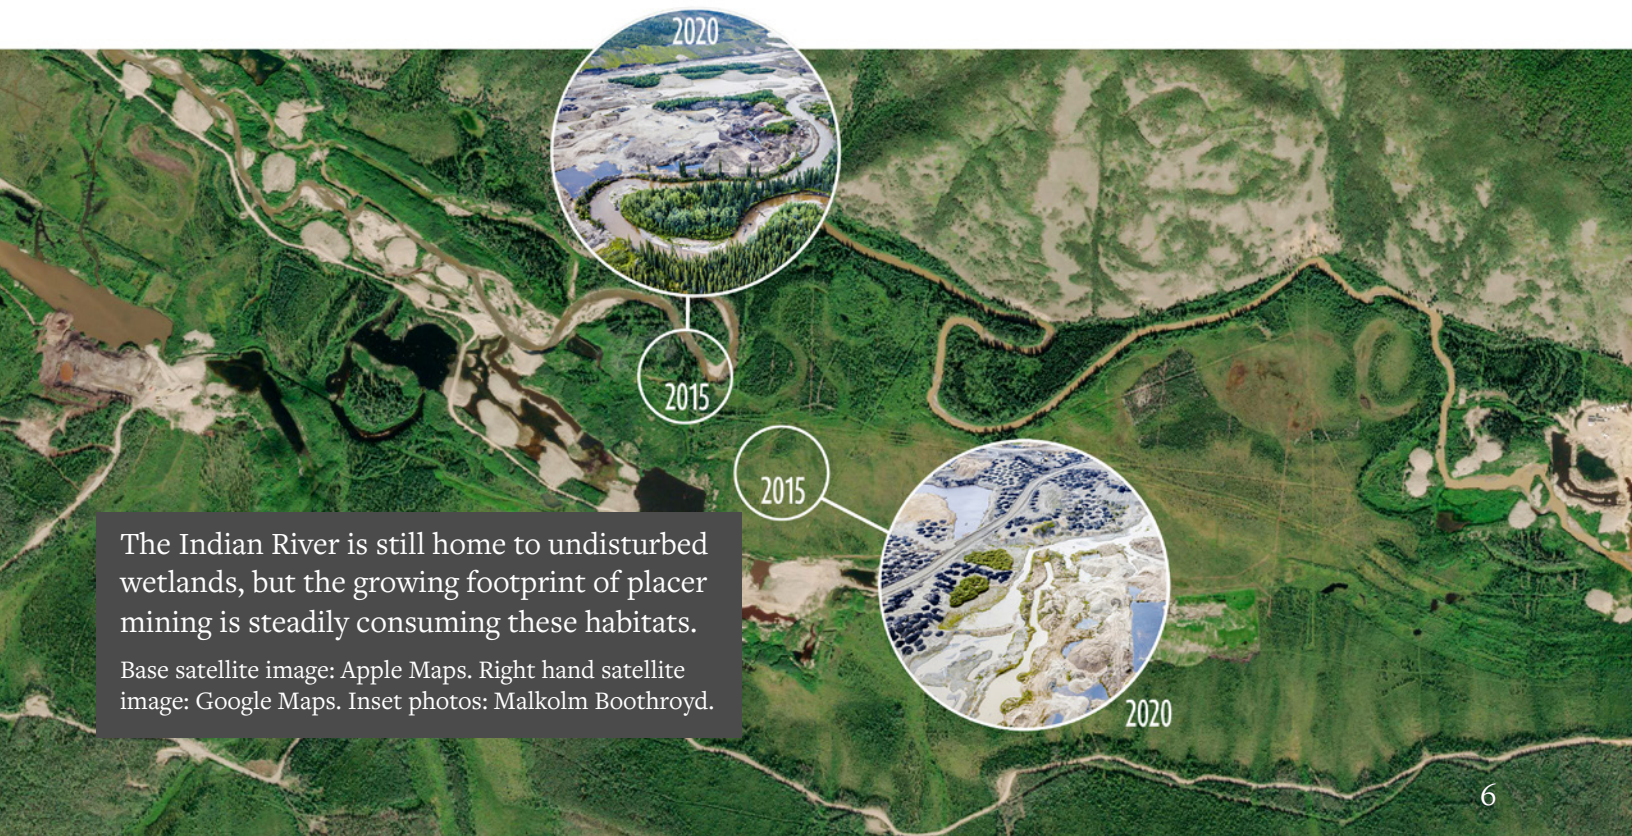 2020
2015
2015
The Indian River is still home to undisturbed
wetlands, but the growing footprint of placer
mining is steadily consuming these habitats.
Base satellite image: Apple Maps. Right hand satellite
image: Google Maps. Inset photos: Malkolm Boothroyd.
2020
6